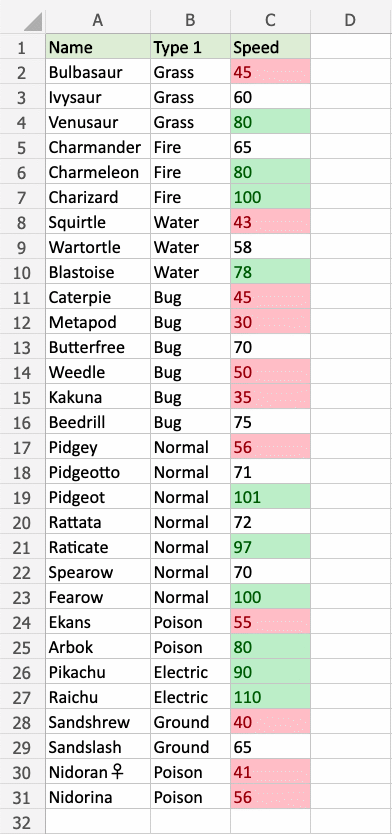 A B C D
1 Name Type 1 Speed
2 Bulbasaur Grass 45
3 Ivysaur Grass 60
4 Venusaur Grass 80
5 Charmander Fire 65
6 Charmeleon Fire 80
7 Charizard Fire 100
8 Squirtle Water 43
9 Wartortle Water 58
10 Blastoise Water 78
11 Caterpie Bug 45
12 Metapod Bug 30
13 Butterfree Bug 70
14 Weedle Bug 50
15 Kakuna Bug 35
16 Beedrill Bug 75
17 Pidgey Normal 56
18 Pidgeotto Normal 71
19 Pidgeot Normal 101
20 Rattata Normal 72
21 Raticate Normal 97
22 Spearow Normal 70
23 Fearow Normal 100
24 Ekans Poison 55
25 Arbok Poison 80
26 Pikachu Electric 90
27 Raichu Electric 110
28 Sandshrew Ground 40
29 Sandslash Ground 65
30 Nidoran♀ Poison 41
31 Nidorina Poison 56
32